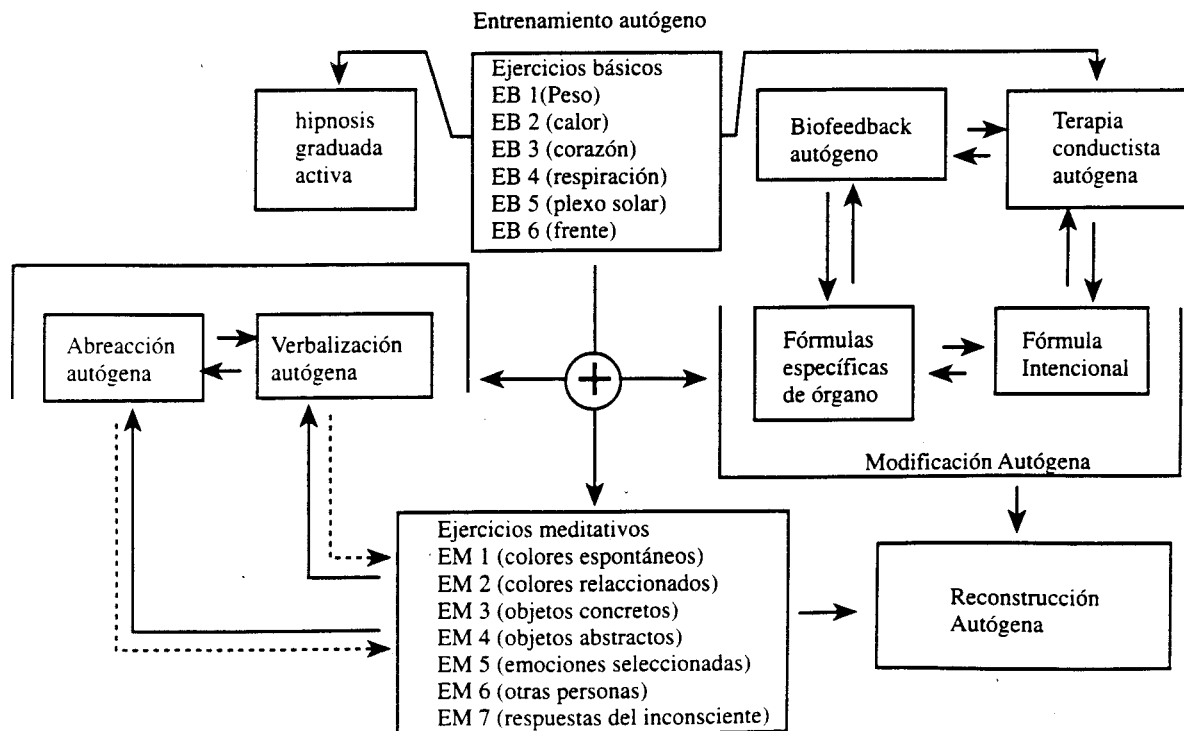 Entrenamiento autógeno
Ejercicios básicos
EB 1(Peso)
EB 2 (calor)
EB 3 (corazón)
EB 4 (respiración)
EB 5 (plexo solar)
EB 6 (frente)
hipnosis
graduada
activa
Biofeedback
autógeno
Terapia
conductista
autógena
Abreacción
autógena
Verbalización
autógena
Fórmulas
específicas
de órgano
Fórmula
Intencional
Modificación Autógena
Ejercicios meditativos
EM 1 (colores espontáneos)
EM 2 (colores relaccionados)
EM 3 (objetos concretos)
EM 4 (objetos abstractos)
EM 5 (emociones seleccionadas)
EM 6 (otras personas)
EM 7 (respuestas del inconsciente)
Reconstrucción
Autógena